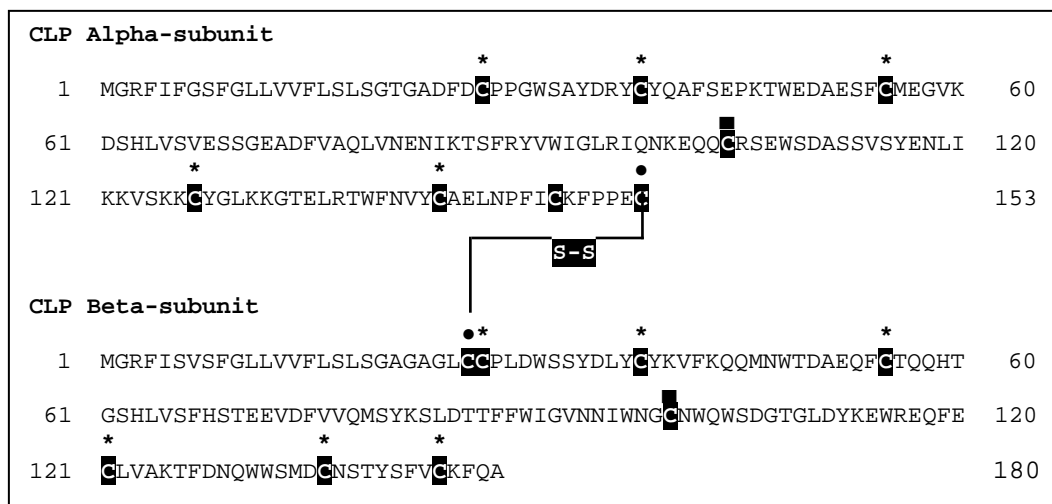 CLP Alpha-subunit
* * *
1 MGRFIFGSFGLLVVFLSLSGTGADFDCPPGWSAYDRYCYQAFSEPKTWEDAESFCMEGVK 60
■
61 DSHLVSVESSGEADFVAQLVNENIKTSFRYVWIGLRIQNKEQQCRSEWSDASSVSYENLI 120
* * ●
121 KKVSKKCYGLKKGTELRTWFNVYCAELNPFICKFPPEC 153
S-S
CLP Beta-subunit
●* * *
1 MGRFISVSFGLLVVFLSLSGAGAGLCCPLDWSSYDLYCYKVFKQQMNWTDAEQFCTQQHT 60
■
61 GSHLVSFHSTEEVDFVVQMSYKSLDTTFFWIGVNNIWNGCNWQWSDGTGLDYKEWREQFE 120
* * *
121 CLVAKTFDNQWWSMDCNSTYSFVCKFQA 180